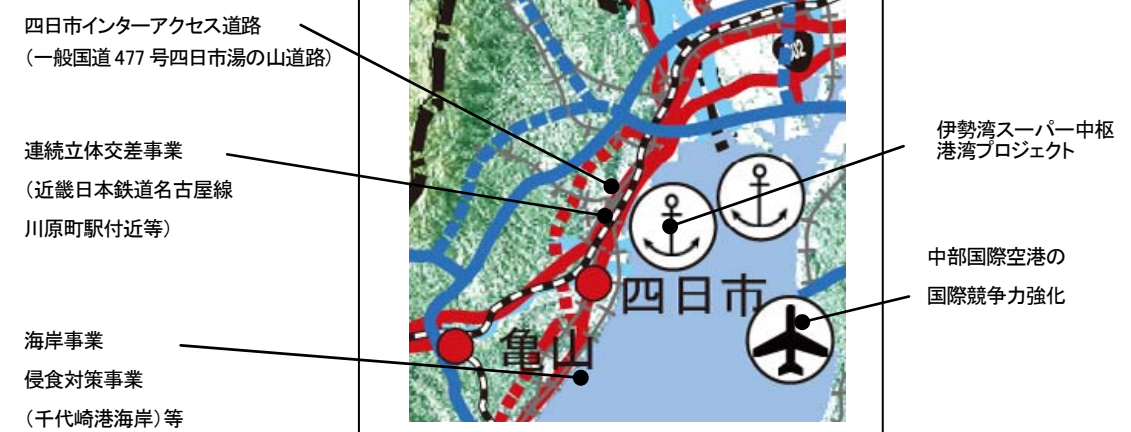 四日市インターアクセス道路
（一般国道 477 号四日市湯の山道路）
連続立体交差事業
（近畿日本鉄道名古屋線
川原町駅付近等）
海岸事業
侵食対策事業
（千代崎港海岸）等
四日市
亀山
伊勢湾スーパー中枢
港湾プロジェクト
中部国際空港の
国際競争力強化